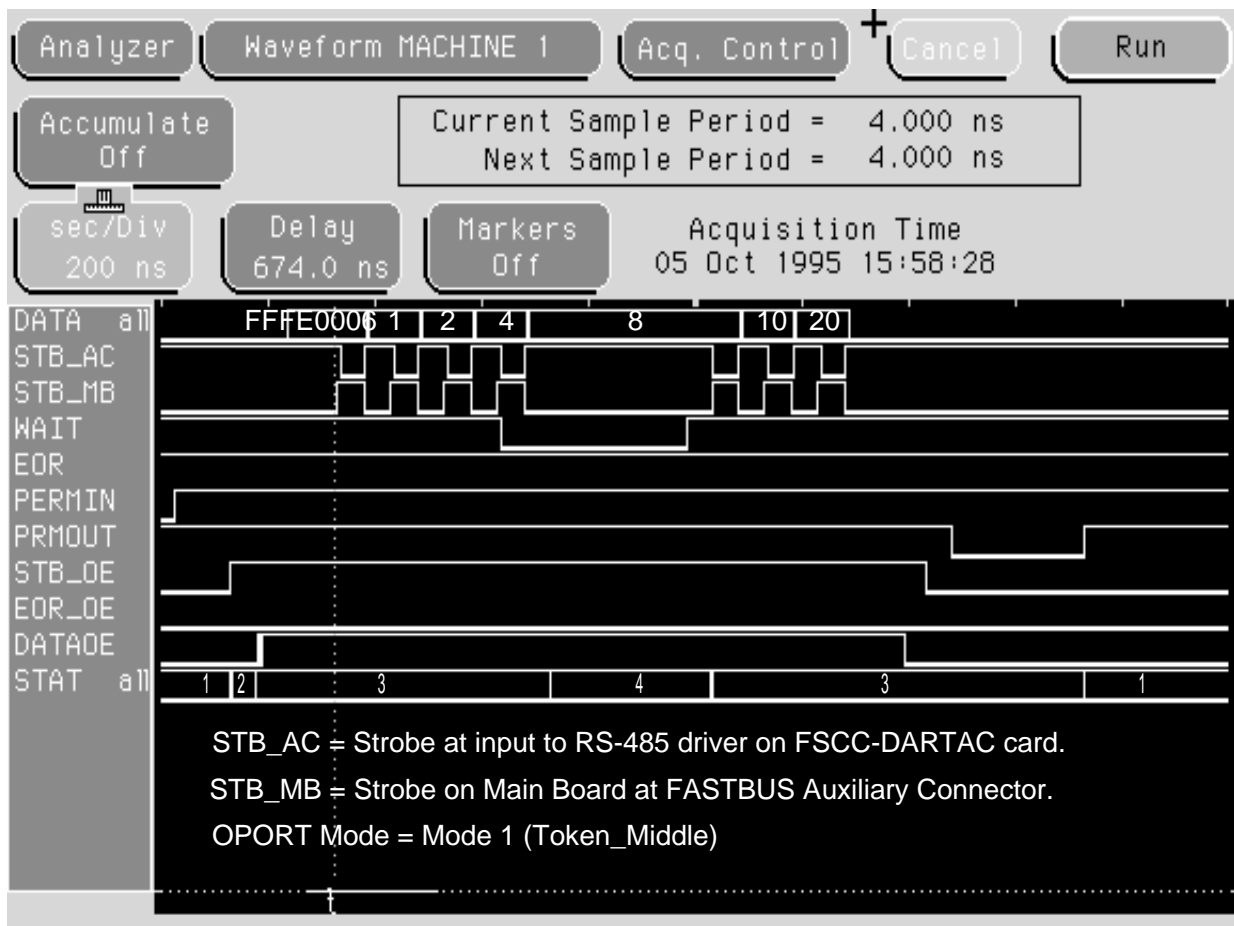 Analyzer Waveform MACHINE 1 Acq. Control Cancel Run
Accumulate
Off
Current Sample Period = 4.000 ns
Next Sample Period = 4.000 ns
sec/Div
200 ns
Delay
674.0 ns
Markers
Off
Acquisition Time
05 Oct 1995 15:58:28
DATA all FFFE0006 1 2 4 8 10 20
STB_AC
STB_MB
WAIT
EOR
PERMIN
PRMOUT
STB_OE
EOR_OE
DATAOE
STAT all 1 2 3 4 3 1
STB_AC = Strobe at input to RS-485 driver on FSCC-DARTAC card.
STB_MB = Strobe on Main Board at FASTBUS Auxiliary Connector.
OPORT Mode = Mode 1 (Token_Middle)